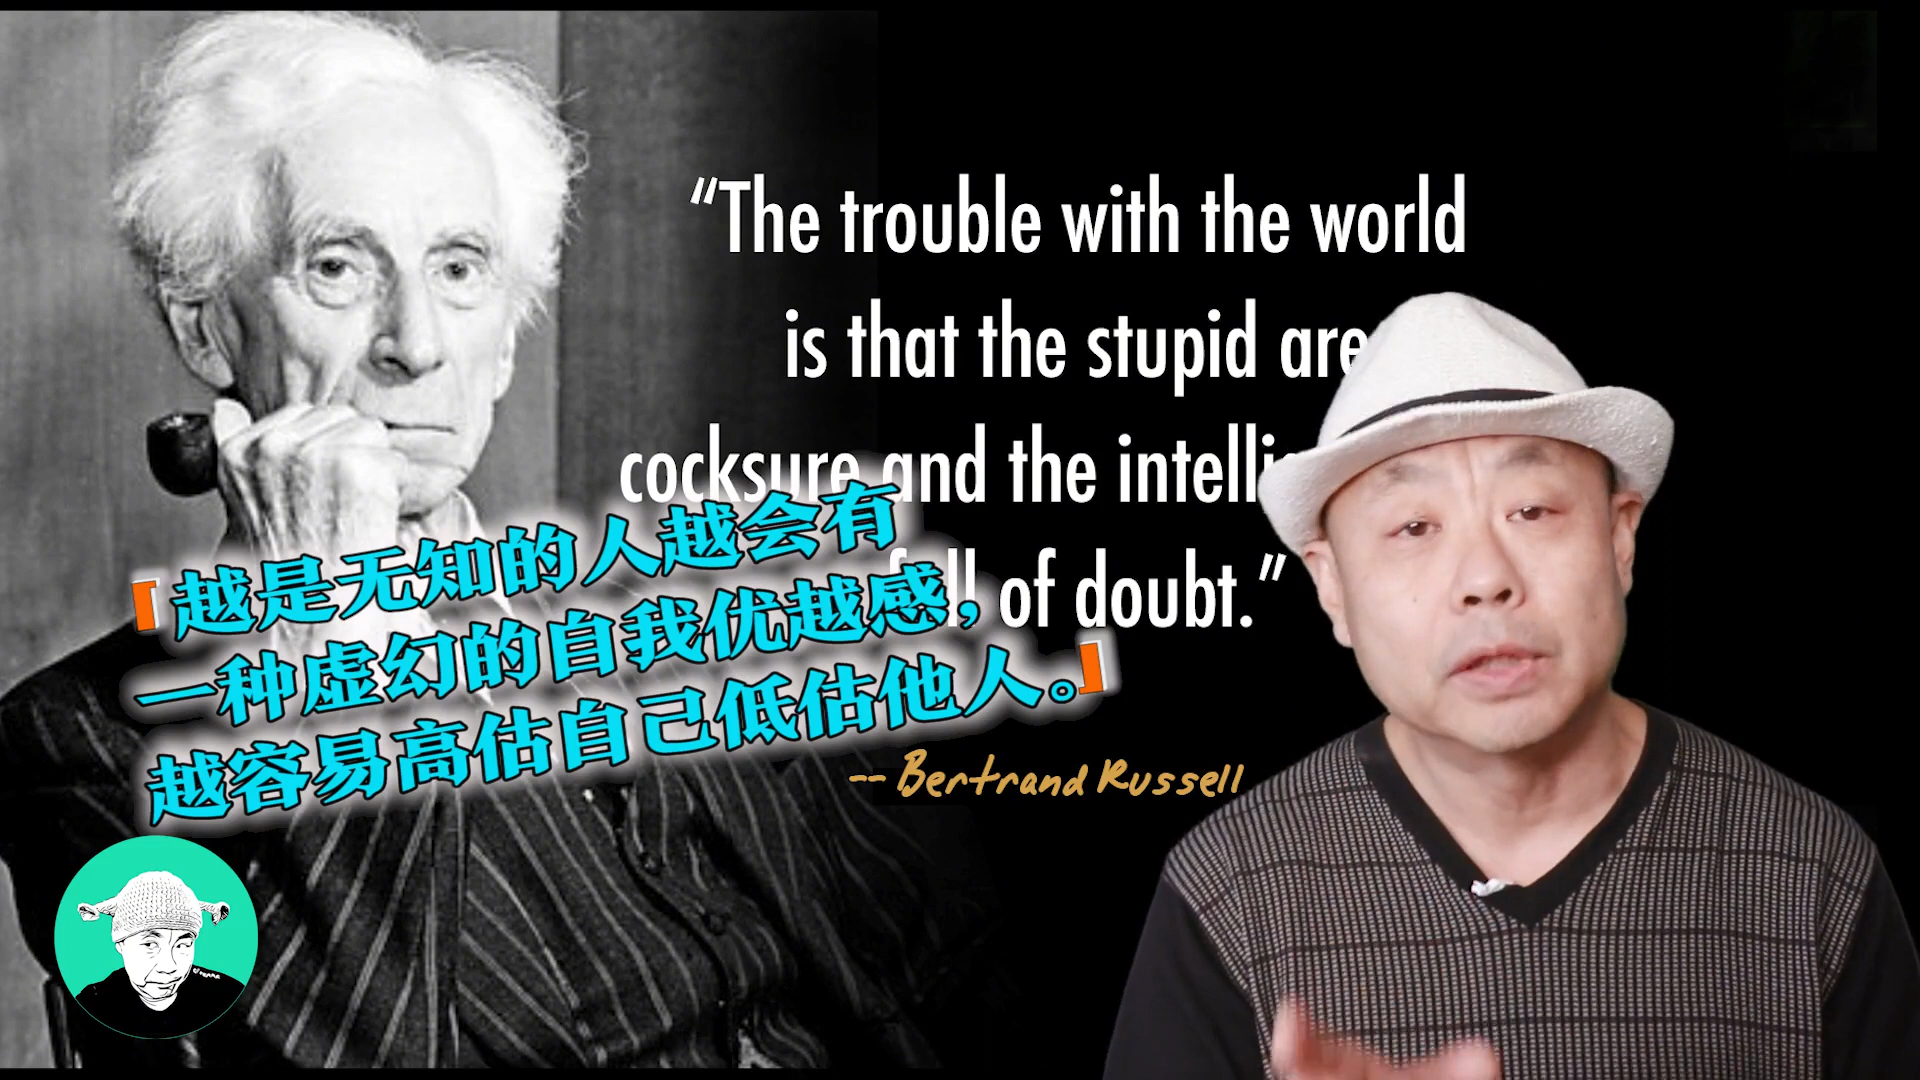 “The trouble with the world
is that the stupid are
cocksure and the intelli
of doubt.”
「越是无知的人越会有
一种虚幻的自我优越感，
越容易高估自己低估他人。」
-- Bertrand Russell